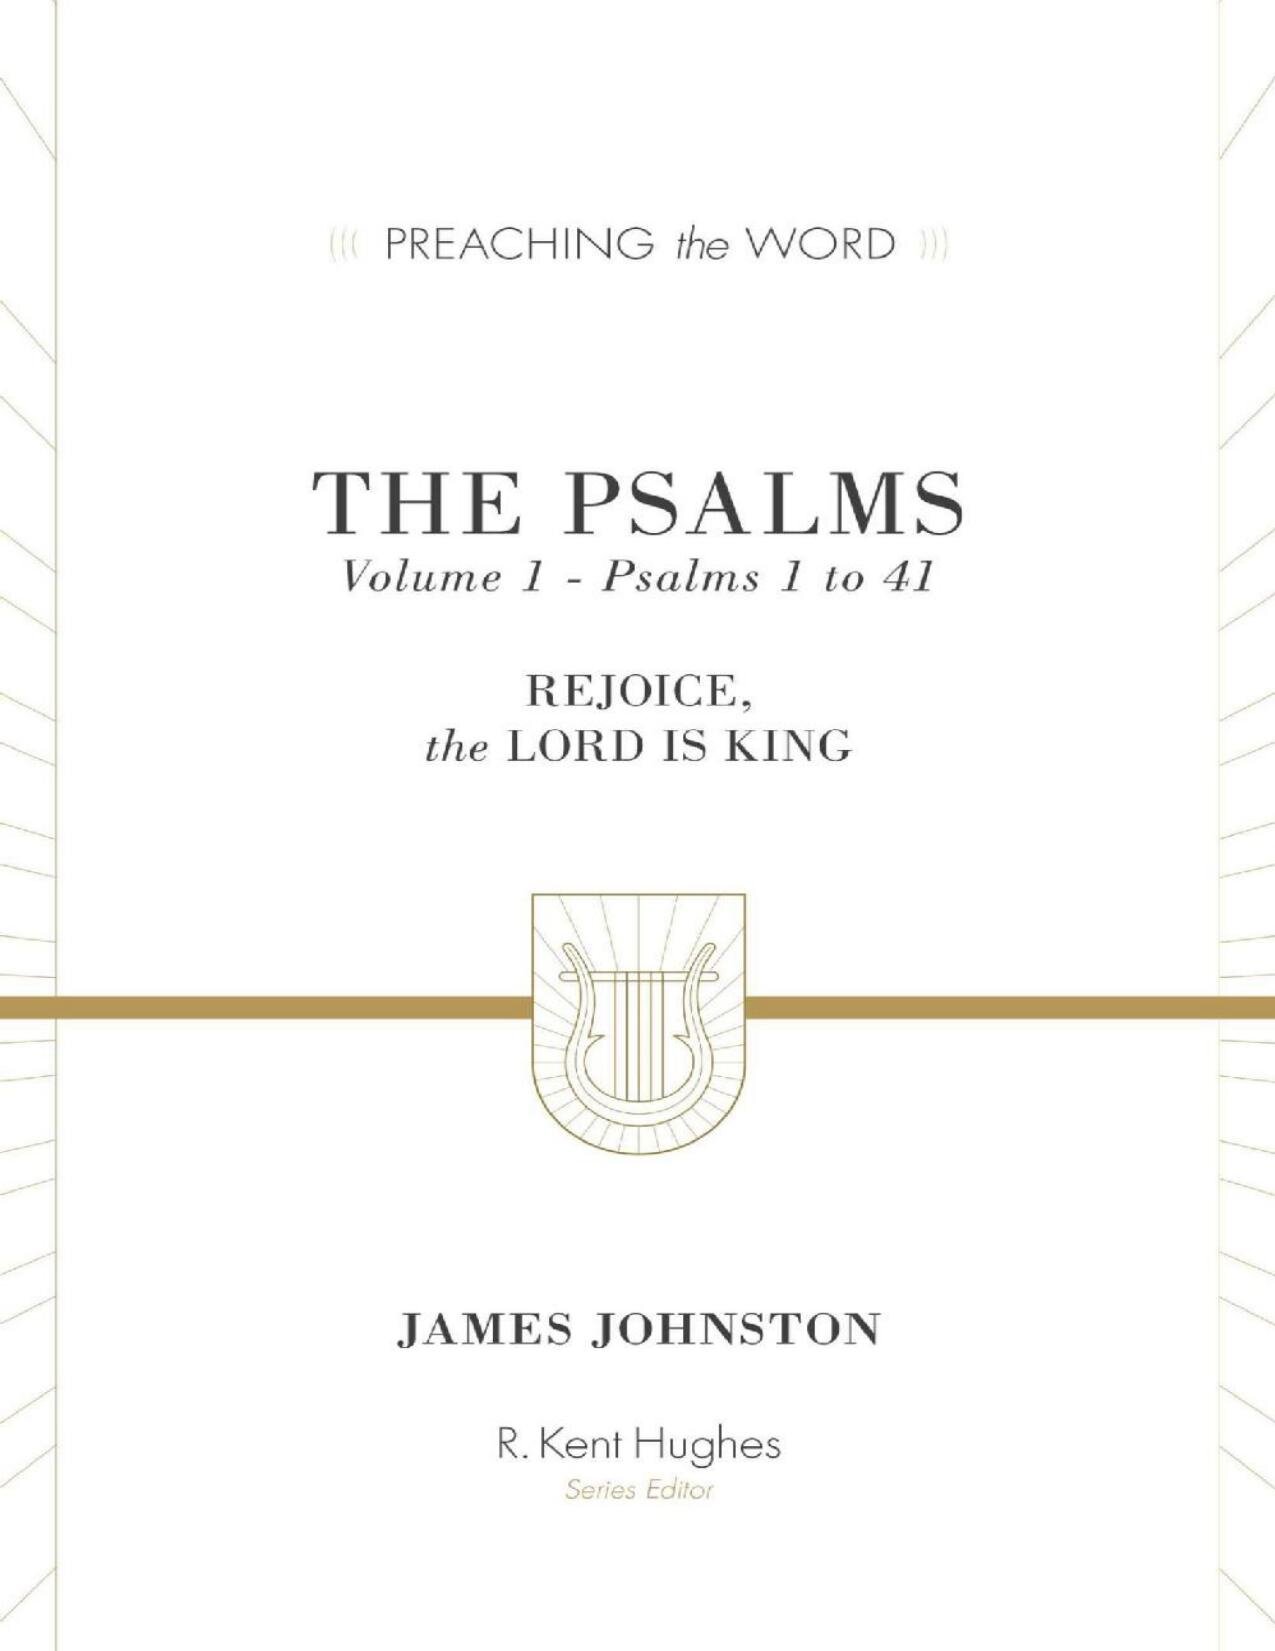 ((( PREACHING the WORD )))
THE PSALMS
Volume 1 - Psalms 1 to 41
REJOICE,
the LORD IS KING
JAMES JOHNSTON
R. Kent Hughes
Series Editor